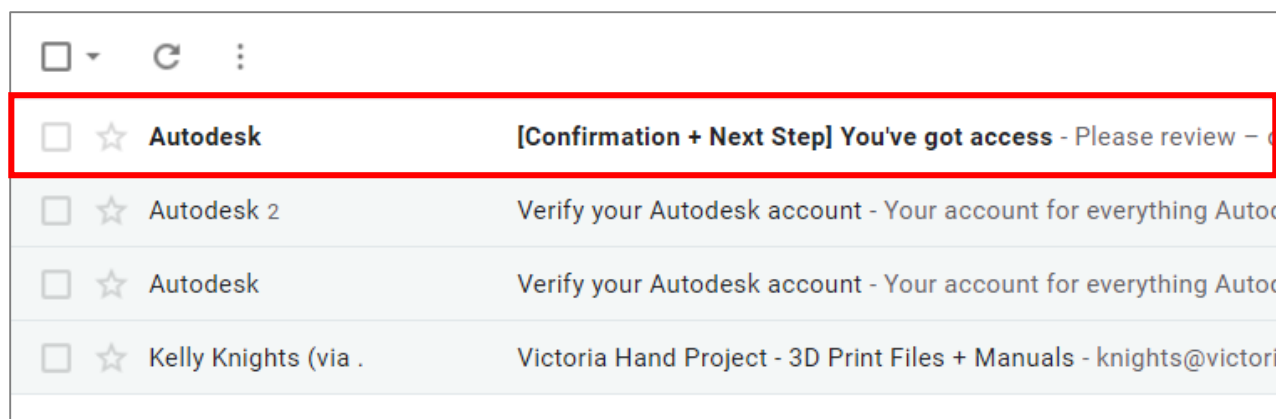 Autodesk [Confirmation + Next Step] You've got access - Please review –
Autodesk 2 Verify your Autodesk account - Your account for everything
Autodesk Verify your Autodesk account - Your account for everything
Kelly Knights (via . Victoria Hand Project - 3D Print Files + Manuals -